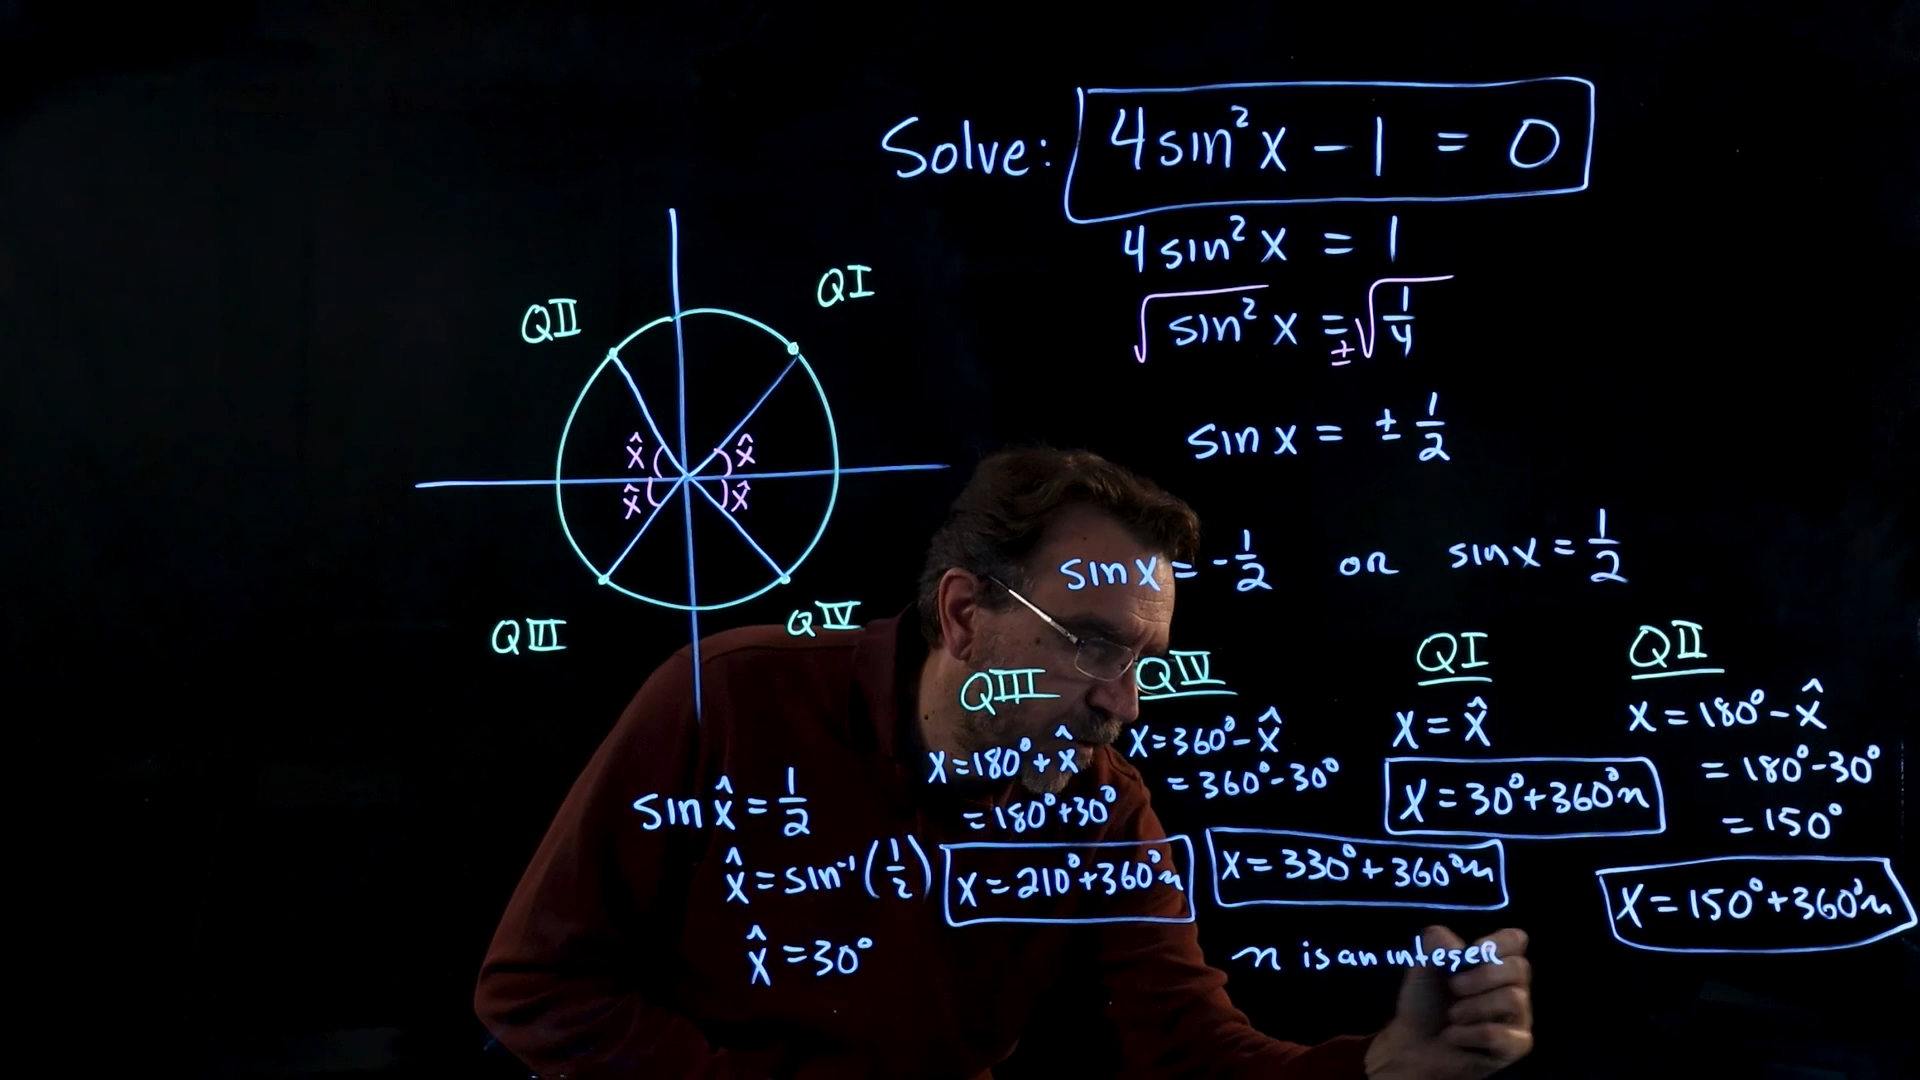 Solve: 4sin²x − 1 = 0
4sin²x = 1
√sin²x = ±√1/4
sin x = ± 1/2
sin x = -1/2 or sin x = 1/2
QI
QII
x̂ x̂
x̂ x̂
QIII
QIV
sin x̂ = 1/2
x̂ = sin⁻¹(1/2)
x̂ = 30°
QIII
x = 180° + x̂
= 180° + 30°
x = 210° + 360°n
QIV
x = 360° − x̂
= 360° − 30°
x = 330° + 360°n
QI
x = x̂
x = 30° + 360°n
QII
x = 180° − x̂
= 180° − 30°
= 150°
x = 150° + 360°n
n is an integer